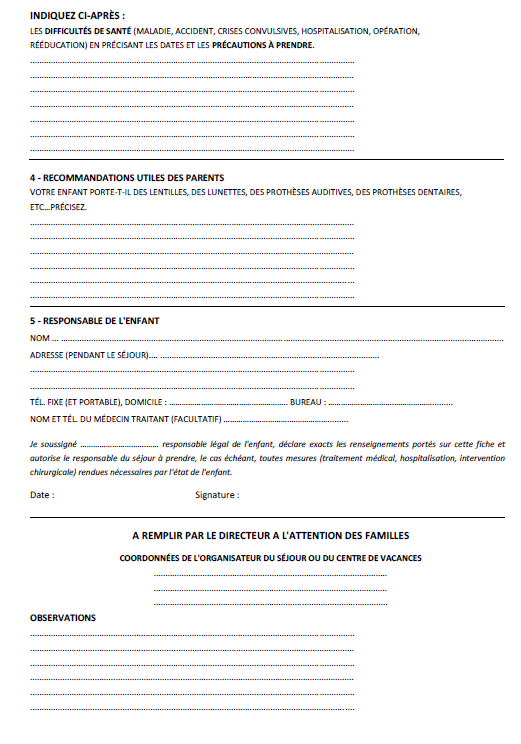 INDIQUEZ CI-APRÈS :
LES DIFFICULTÉS DE SANTÉ (MALADIE, ACCIDENT, CRISES CONVULSIVES, HOSPITALISATION, OPÉRATION,
RÉÉDUCATION) EN PRÉCISANT LES DATES ET LES PRÉCAUTIONS À PRENDRE.
4 - RECOMMANDATIONS UTILES DES PARENTS
VOTRE ENFANT PORTE-T-IL DES LENTILLES, DES LUNETTES, DES PROTHÈSES AUDITIVES, DES PROTHÈSES DENTAIRES,
ETC...PRÉCISEZ.
5 - RESPONSABLE DE L'ENFANT
NOM ... ..........
ADRESSE (PENDANT LE SÉJOUR).... ..........
TÉL. FIXE (ET PORTABLE), DOMICILE : .......... BUREAU : ..........
NOM ET TÉL. DU MÉDECIN TRAITANT (FACULTATIF) ..........
Je soussigné .......... responsable légal de l'enfant, déclare exacts les renseignements portés sur cette fiche et
autorise le responsable du séjour à prendre, le cas échéant, toutes mesures (traitement médical, hospitalisation, intervention
chirurgicale) rendues nécessaires par l'état de l'enfant.
Date : Signature :
A REMPLIR PAR LE DIRECTEUR A L'ATTENTION DES FAMILLES
COORDONNÉES DE L'ORGANISATEUR DU SÉJOUR OU DU CENTRE DE VACANCES
OBSERVATIONS